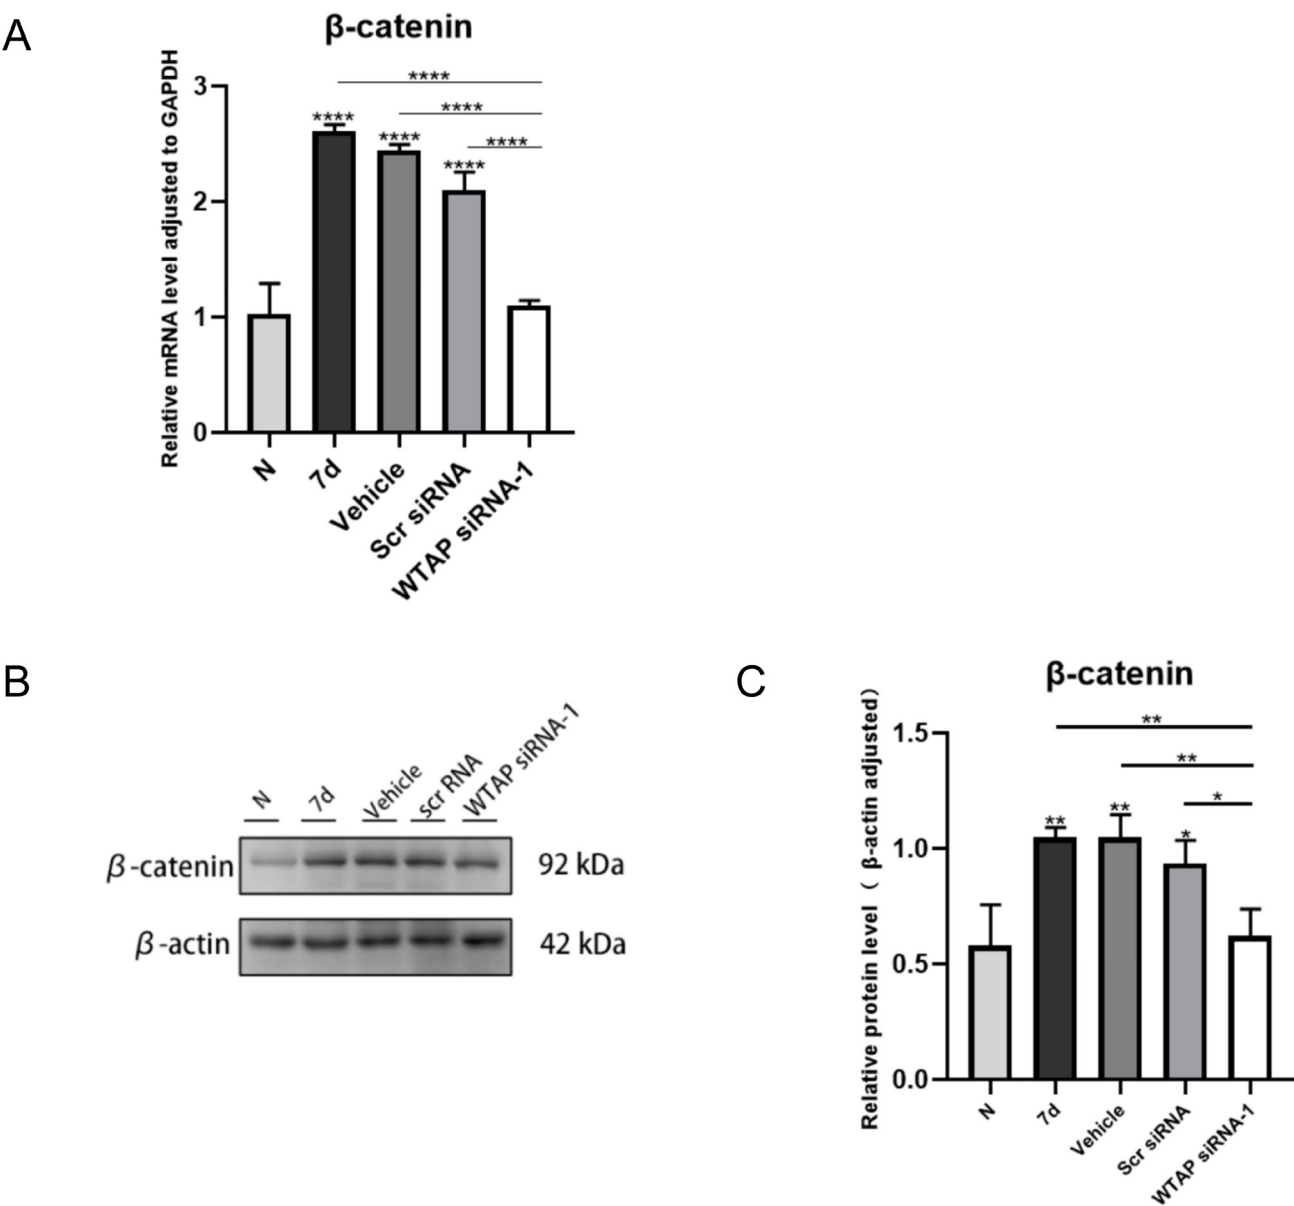 A
β-catenin
Relative mRNA level adjusted to GAPDH
3
2
1
0
****
****
****
****
****
****
N
7d
Vehicle
Scr siRNA
WTAP siRNA-1
B
N
7d
Vehicle
scr RNA
WTAP siRNA-1
β-catenin
92 kDa
β-actin
42 kDa
C
β-catenin
Relative protein level ( β-actin adjusted)
1.5
1.0
0.5
0.0
**
**
*
**
**
*
N
7d
Vehicle
Scr siRNA
WTAP siRNA-1